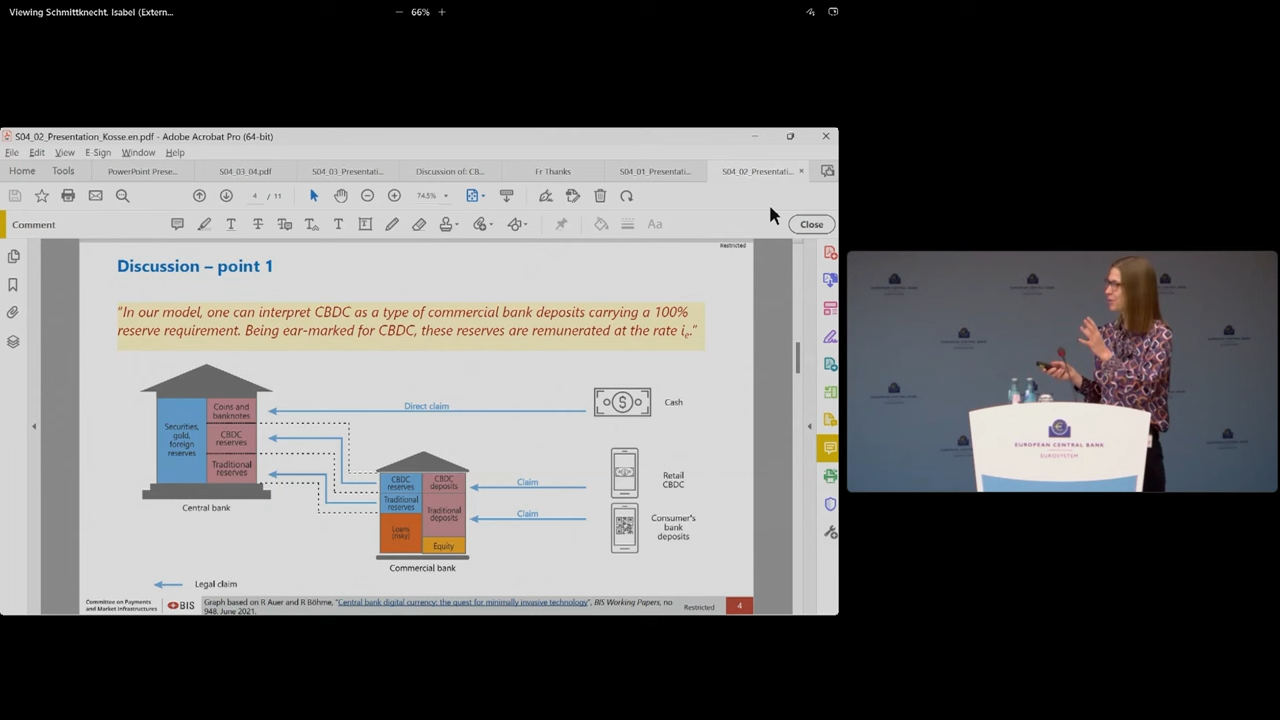 Viewing Schmittknecht, Isabel (Extern...
— 66% +
S04_02_Presentation_Kosse.en.pdf - Adobe Acrobat Pro (64-bit)
File Edit View E-Sign Window Help
Home Tools PowerPoint Prese... S04_03_04.pdf S04_03_Presentati... Discussion of: CB... Fr Thanks S04_01_Presentati... S04_02_Presentati... ×
4 / 11 74.5%
Comment
Close
Restricted
Discussion – point 1
"In our model, one can interpret CBDC as a type of commercial bank deposits carrying a 100%
reserve requirement. Being ear-marked for CBDC, these reserves are remunerated at the rate ie."
Securities,
gold,
foreign
reserves
Coins and
banknotes
CBDC
reserves
Traditional
reserves
Central bank
Direct claim
Cash
CBDC
reserves
Traditional
reserves
Loans
(risky)
CBDC
deposits
Traditional
deposits
Equity
Commercial bank
Claim
Retail
CBDC
Claim
Consumer's
bank
deposits
Legal claim
Committee on Payments
and Market Infrastructures
BIS
Graph based on R Auer and R Böhme, "Central bank digital currency: the quest for minimally invasive technology", BIS Working Papers, no
948, June 2021.
Restricted
4
EUROPEAN CENTRAL BANK
EUROSYSTEM